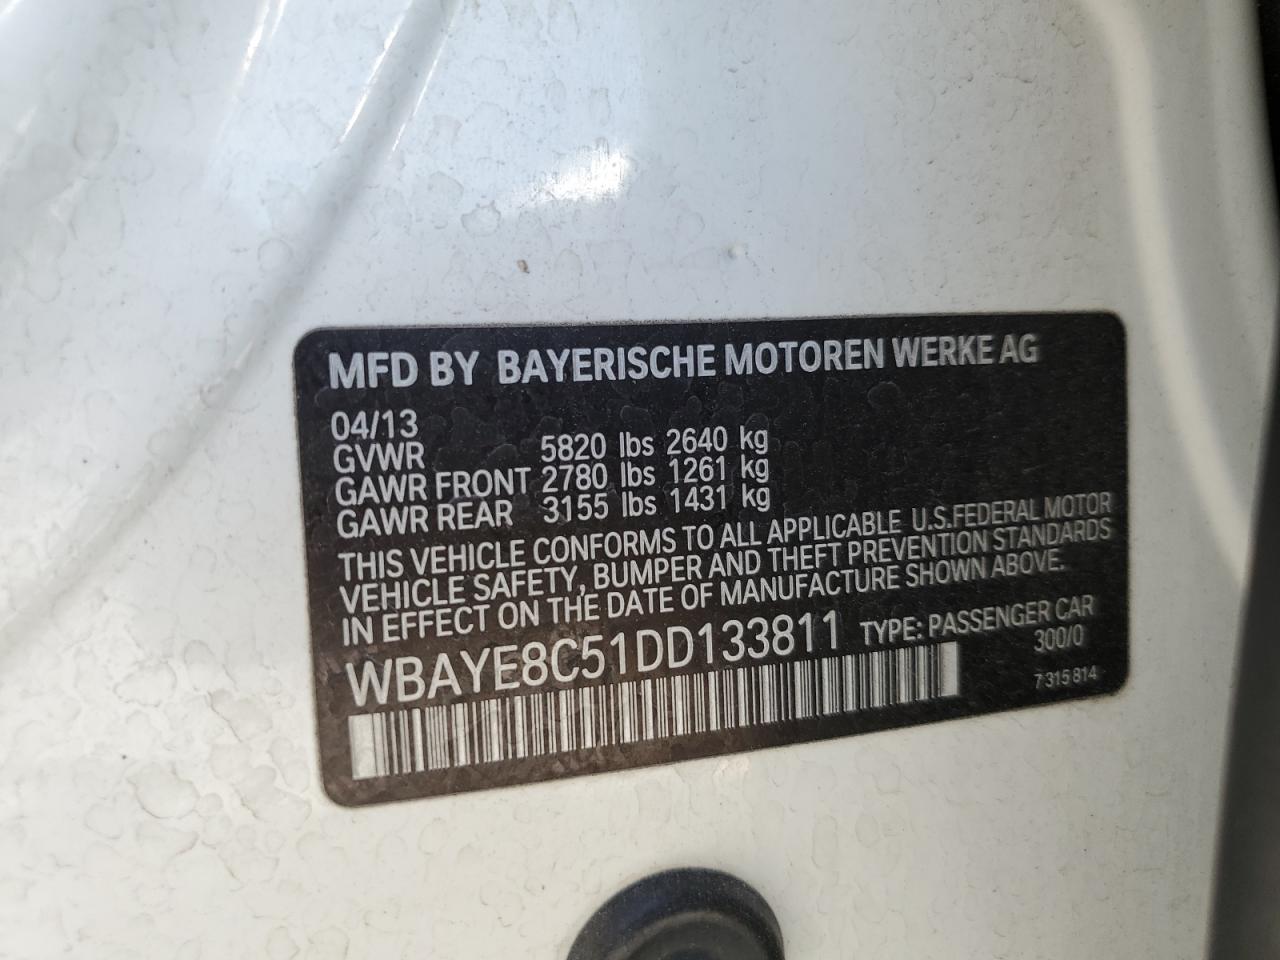 MFD BY BAYERISCHE MOTOREN WERKE AG
04/13
GVWR 5820 lbs 2640 kg
GAWR FRONT 2780 lbs 1261 kg
GAWR REAR 3155 lbs 1431 kg
THIS VEHICLE CONFORMS TO ALL APPLICABLE U.S.FEDERAL MOTOR
VEHICLE SAFETY, BUMPER AND THEFT PREVENTION STANDARDS
IN EFFECT ON THE DATE OF MANUFACTURE SHOWN ABOVE.
WBAYE8C51DD133811 TYPE: PASSENGER CAR
300/0
7 315 814